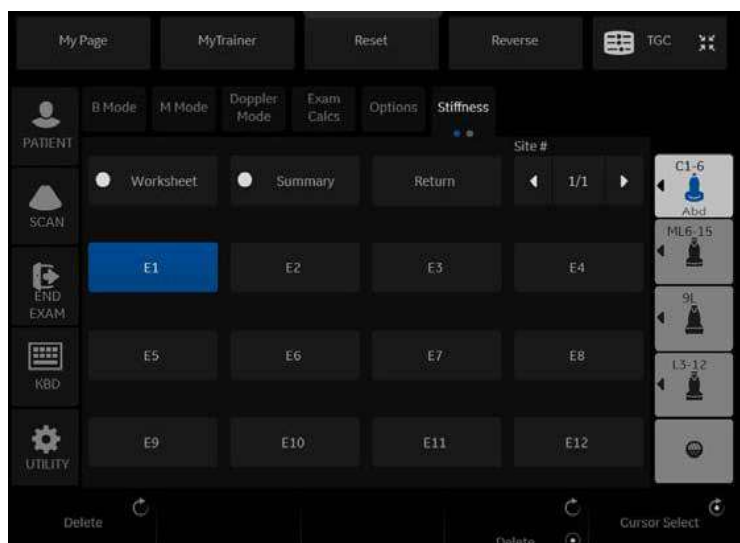 My Page
MyTrainer
Reset
Reverse
TGC
PATIENT
SCAN
END
EXAM
KBD
UTILITY
B Mode
M Mode
Doppler
Mode
Exam
Calcs
Options
Stiffness
Site #
Worksheet
Summary
Return
1/1
E1
E2
E3
E4
E5
E6
E7
E8
E9
E10
E11
E12
C1-6
Abd
ML6-15
9L
L3-12
Delete
Delete
Cursor Select